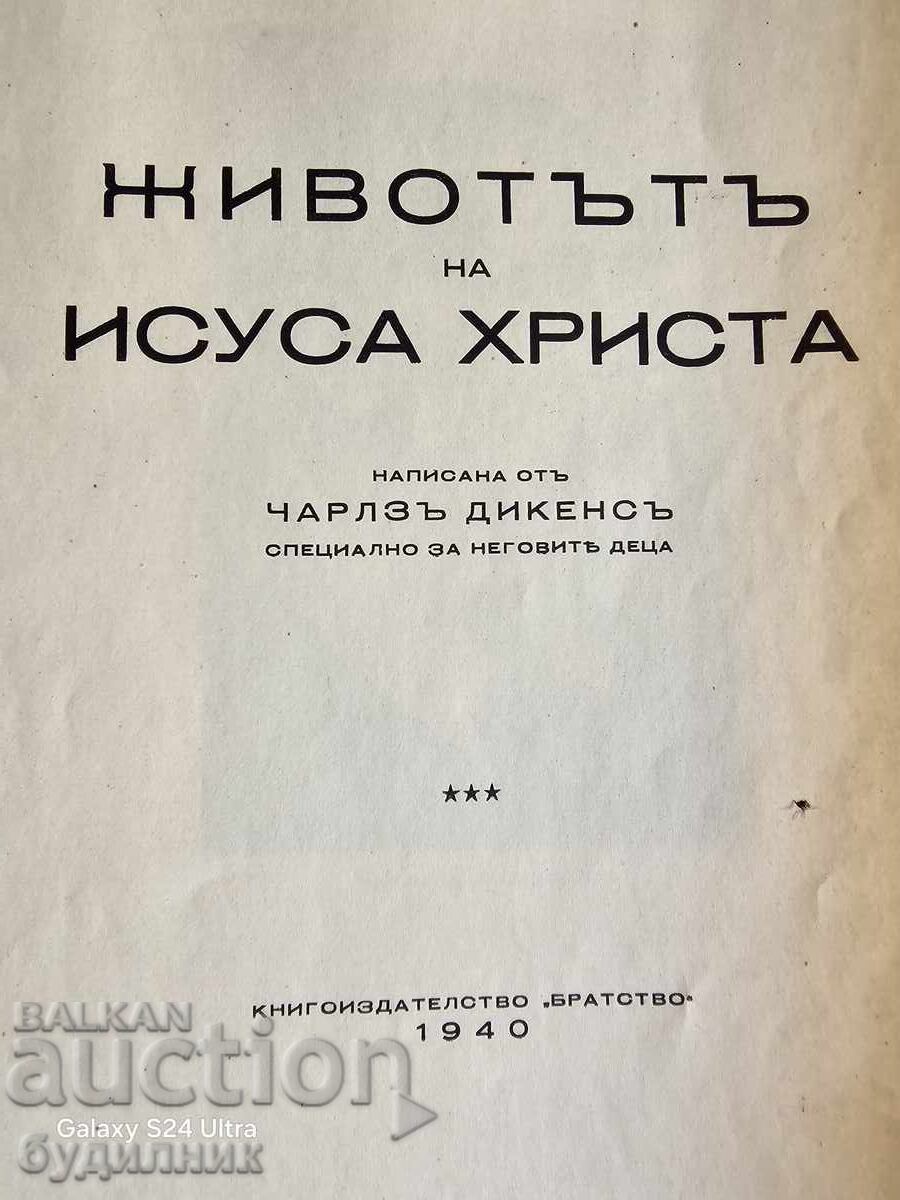 ЖИВОТЪТЪ
НА
ИСУСА ХРИСТА
НАПИСАНА ОТЪ
ЧАРЛЗЪ ДИКЕНСЪ
СПЕЦИАЛНО ЗА НЕГОВИТѢ ДЕЦА
★★★
КНИГОИЗДАТЕЛСТВО „БРАТСТВО“
1940
BALKAN
auction
Galaxy S24 Ultra
будилник